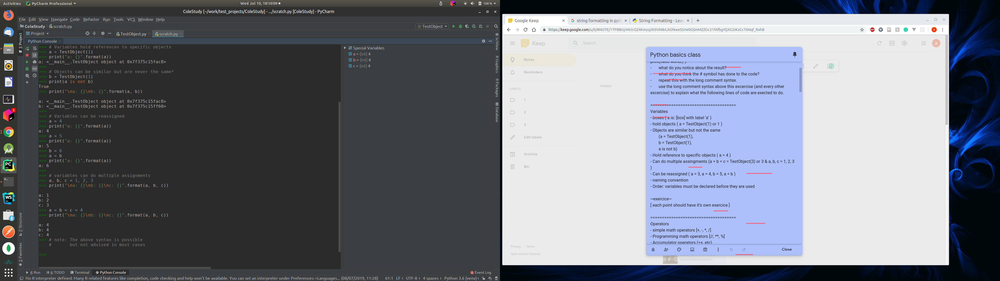 Activities
PyCharm Professional
Wed Jul 10, 18:10:09
100 %
ColeStudy [~/work/test_projects/ColeStudy] - .../scratch.py [ColeStudy] - PyCharm
File Edit View Navigate Code Refactor Run Tools VCS Window Help
ColeStudy scratch.py
TestObject
Project
TestObject.py
scratch.py
Python Console
1: Project
>>> # Variables hold references to specific objects
>>> a = TestObject(1)
>>> print("a: {}".format(a))
a: <__main__.TestObject object at 0x7f375c15fac8>
>>>
>>> # Objects can be similar but are never the same*
>>> b = TestObject(1)
>>> print(a is not b)
True
>>> print("\na: {}\nb: {}".format(a, b))
a: <__main__.TestObject object at 0x7f375c15fac8>
b: <__main__.TestObject object at 0x7f375c15ff60>
>>>
>>> # Variables can be reassigned
>>> a = 4
>>> print("a: {}".format(a))
a: 4
>>> a = 5
>>> print("a: {}".format(a))
a: 5
>>> b = 6
>>> a = b
>>> print("a: {}".format(a))
a: 6
>>>
>>> # variables can do multiple assignments
>>> a, b, c = 1, 2, 3
>>> print("\na: {}\nb: {}\nc: {}".format(a, b, c))
a: 1
b: 2
c: 3
>>> a = b = c = 4
>>> print("\na: {}\nb: {}\nc: {}".format(a, b, c))
a: 4
b: 4
c: 4
>>> # note: The above syntax is possible
... #       but not advised in most cases
>>>
Special Variables
a = {int} 4
b = {int} 4
c = {int} 4
SciView
R Graphics
R Packages
Database
Z: Structure
2: Favorites
5
PC
WS
4: Run
6: TODO
Terminal
Python Console
2 Event Log
No R interpreter defined: Many R related features like completion, code checking and help won't be available. You can set an interpreter under Preferences->Languages... (08/07/2019, 11:28)
61:1 LF UTF-8 4 spaces Python 3.6 (venv)
Google Keep
string formatting in pyth
String Formatting - Lear
https://keep.google.com/u/0/#NOTE/1TPBBUjrMctrGZ4Kmzq2K9VM8rLXOfeeeS5rW0GSmMZZOc31fAfbgYQXG3iKxCcT6Nqf_RxhB
ABP
A
Keep
Search
A
Notes
Reminders
LABELS
1
2
3
Edit labels
Archive
Bin
PINNED
Privacy · Terms
Open-source licences
Python basics class
print(hello world!)')
- what do you notice about the result?
- what do you think the # symbol has done to the code?
- repeat this with the long comment syntax.
- use the long comment syntax above this excercise (and every other
excercise) to explain what the following lines of code are exected to do.
=====================================
Variables
- boxes ( a is: [box] with label ‘a’ )
- hold objects ( a = TestObject(1) or 1 )
- Objects are similar but not the same
(a = TestObject(1),
b = TestObject(1),
a is not b)
- Hold reference to specific objects ( a = 4 )
- Can do multiple assingments (a = b = c = TestObject(3) or 3 & a, b, c = 1, 2, 3
)
- Can be reassigned ( a = 3, a = 4, b = 5, a = b )
- naming convention
- Order: variables must be declared before they are used
~exercice~
[ each point should have it’s own exercice ]
=====================================
Operators
- simple math operators [+, -, *, /]
- Programming math operators [//, **, %]
- Accumulator operators (=+, etc)
Close
towardsdatascience.c...